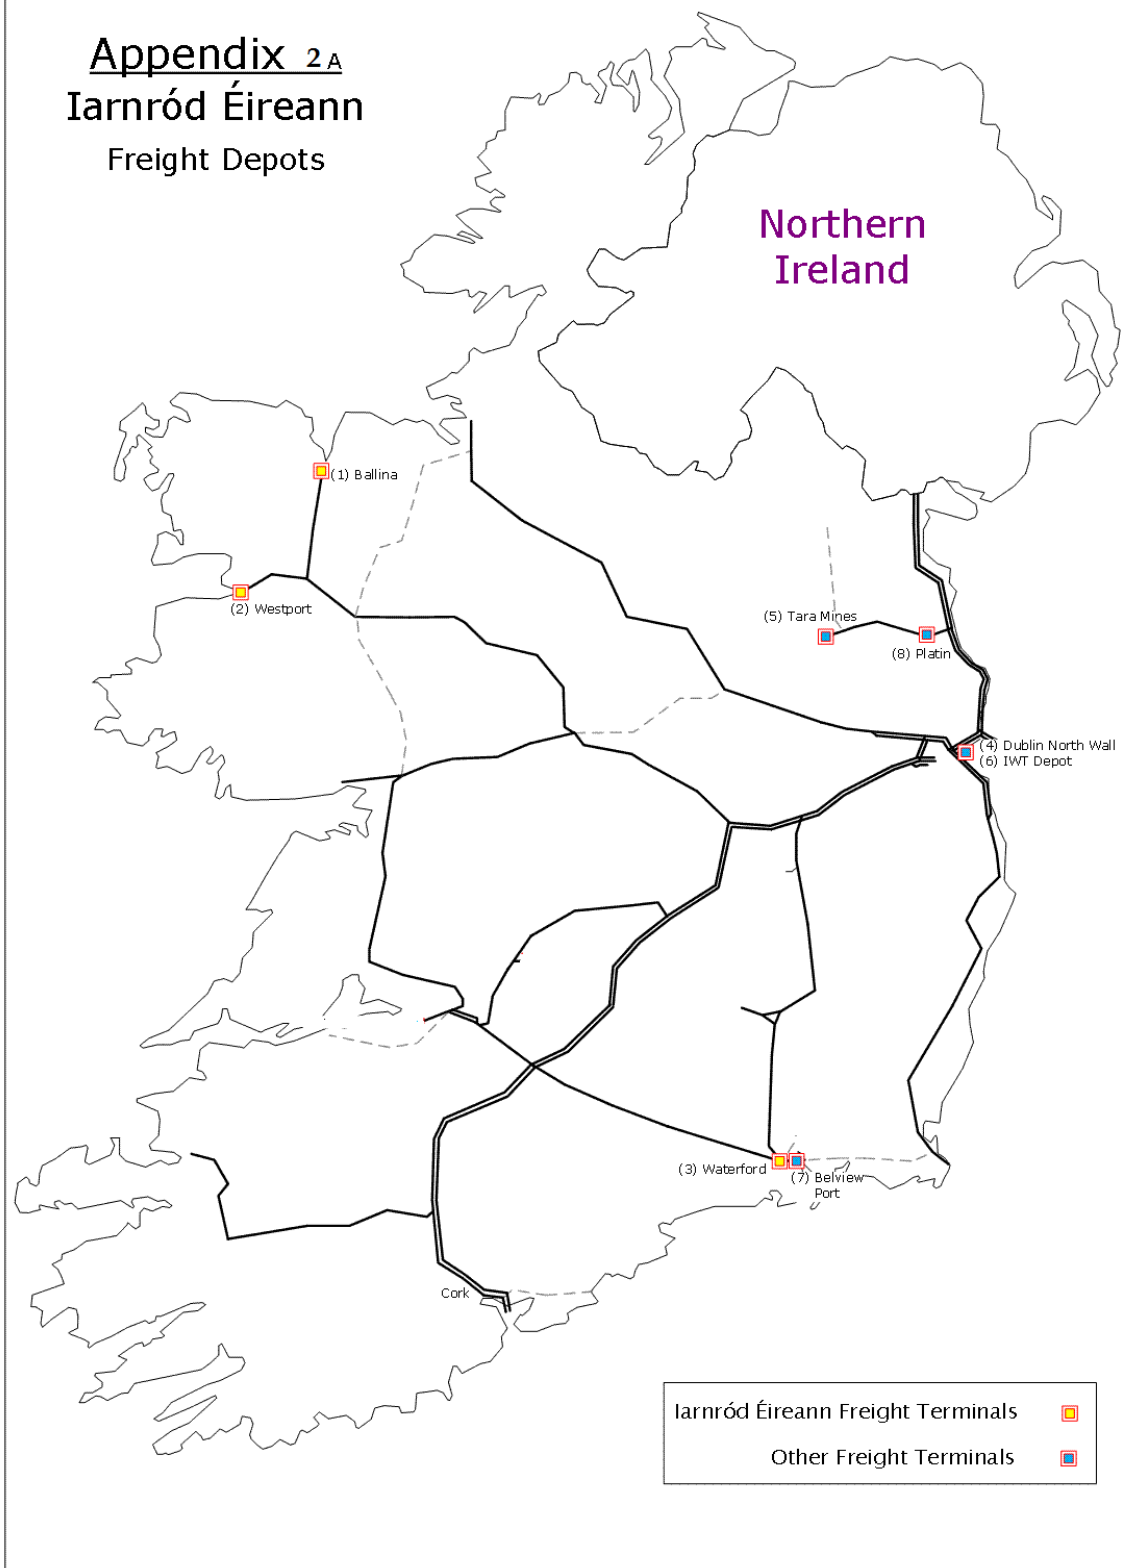 Appendix 2 A
Iarnród Éireann
Freight Depots
Northern
Ireland
(1) Ballina
(2) Westport
(5) Tara Mines
(8) Platin
(4) Dublin North Wall
(6) IWT Depot
(3) Waterford
(7) Belview
Port
Cork
Iarnród Éireann Freight Terminals
Other Freight Terminals